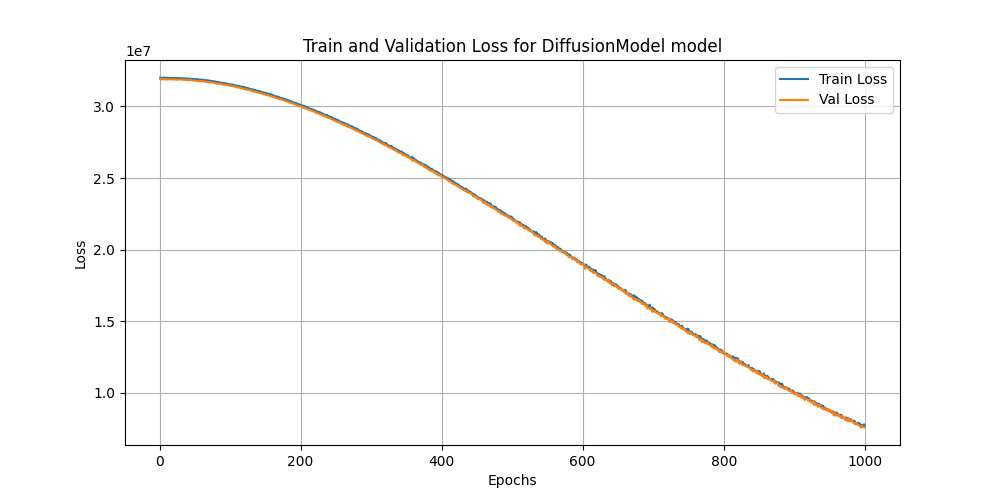 Train and Validation Loss for DiffusionModel model
1e7
Train Loss
Val Loss
3.0
2.5
2.0
1.5
1.0
Loss
0 200 400 600 800 1000
Epochs